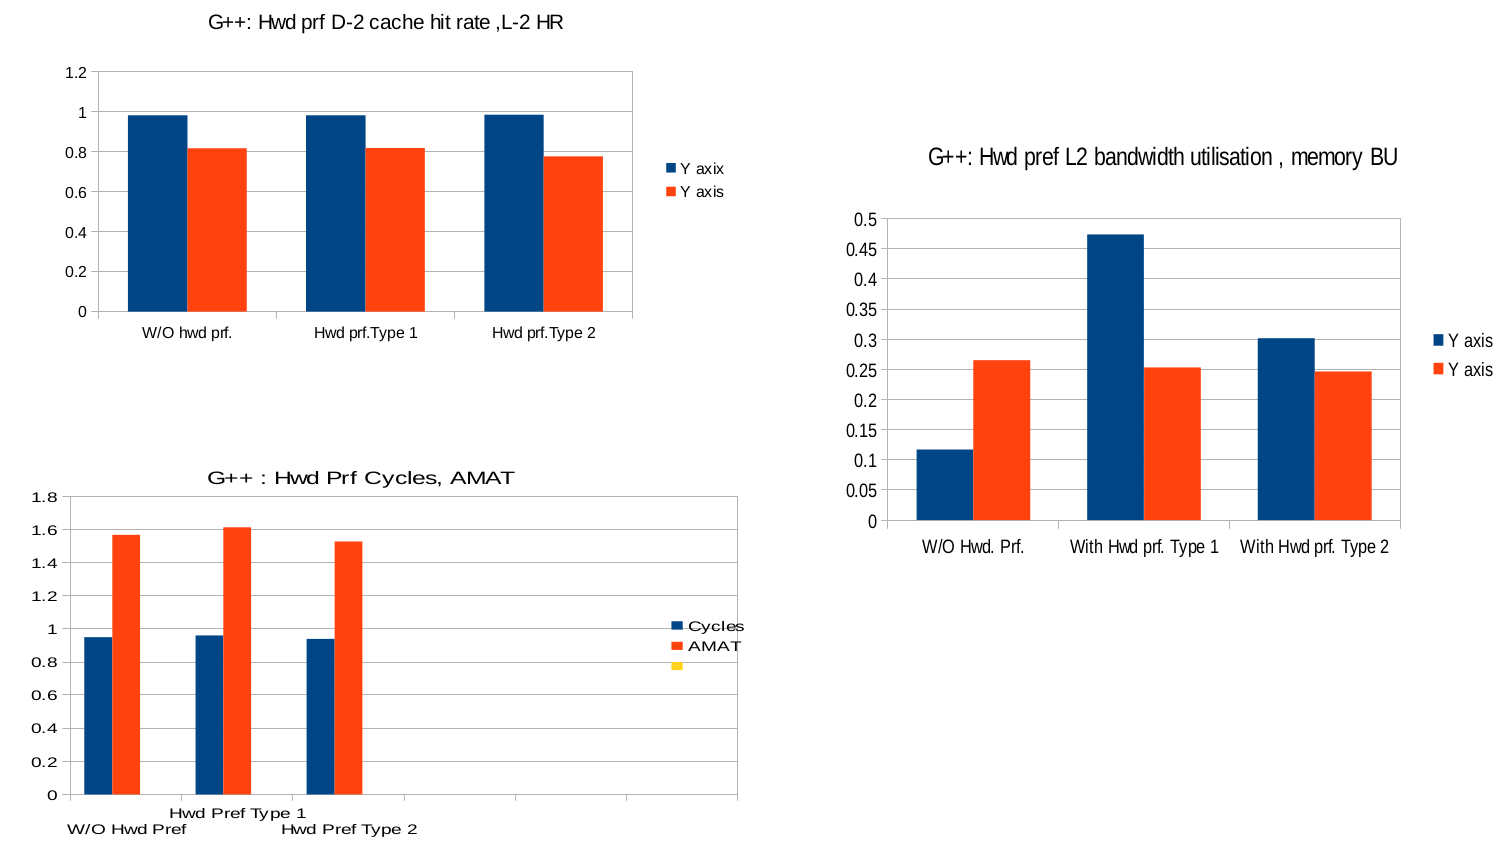 G++: Hwd prf D-2 cache hit rate ,L-2 HR
1.2
1
0.8
0.6
0.4
0.2
0
W/O hwd prf.
Hwd prf.Type 1
Hwd prf.Type 2
Y axix
Y axis
G++: Hwd pref L2 bandwidth utilisation , memory BU
0.5
0.45
0.4
0.35
0.3
0.25
0.2
0.15
0.1
0.05
0
W/O Hwd. Prf.
With Hwd prf. Type 1
With Hwd prf. Type 2
Y axis
Y axis
G++ : Hwd Prf Cycles, AMAT
1.8
1.6
1.4
1.2
1
0.8
0.6
0.4
0.2
0
W/O Hwd Pref
Hwd Pref Type 1
Hwd Pref Type 2
Cycles
AMAT